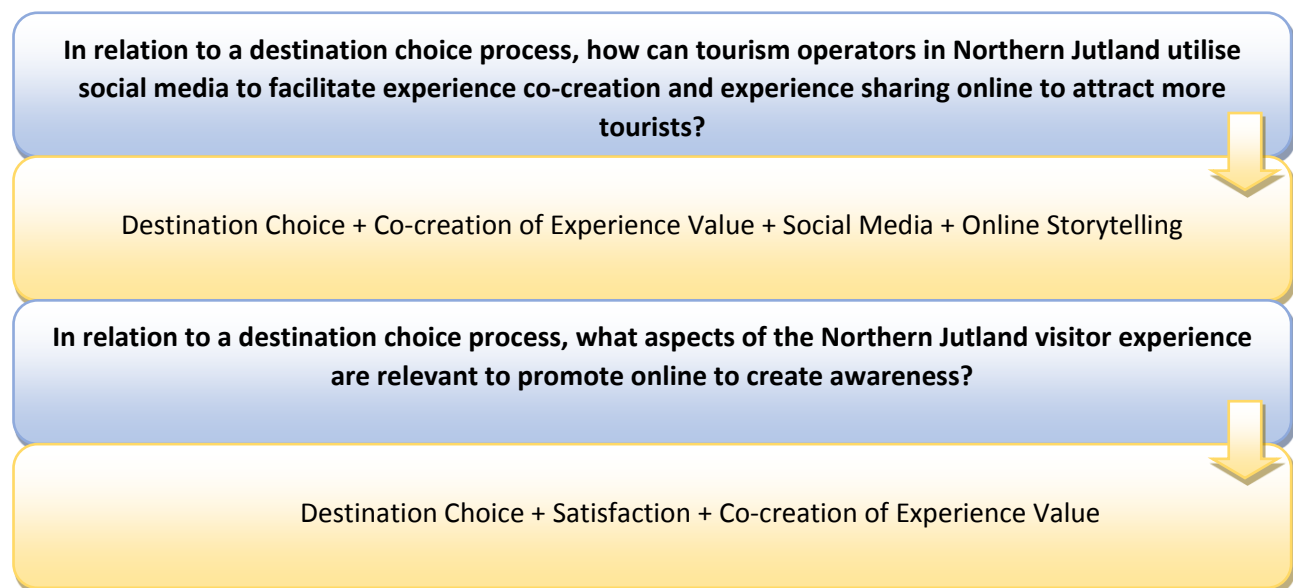 In relation to a destination choice process, how can tourism operators in Northern Jutland utilise
social media to facilitate experience co-creation and experience sharing online to attract more
tourists?
Destination Choice + Co-creation of Experience Value + Social Media + Online Storytelling
In relation to a destination choice process, what aspects of the Northern Jutland visitor experience
are relevant to promote online to create awareness?
Destination Choice + Satisfaction + Co-creation of Experience Value